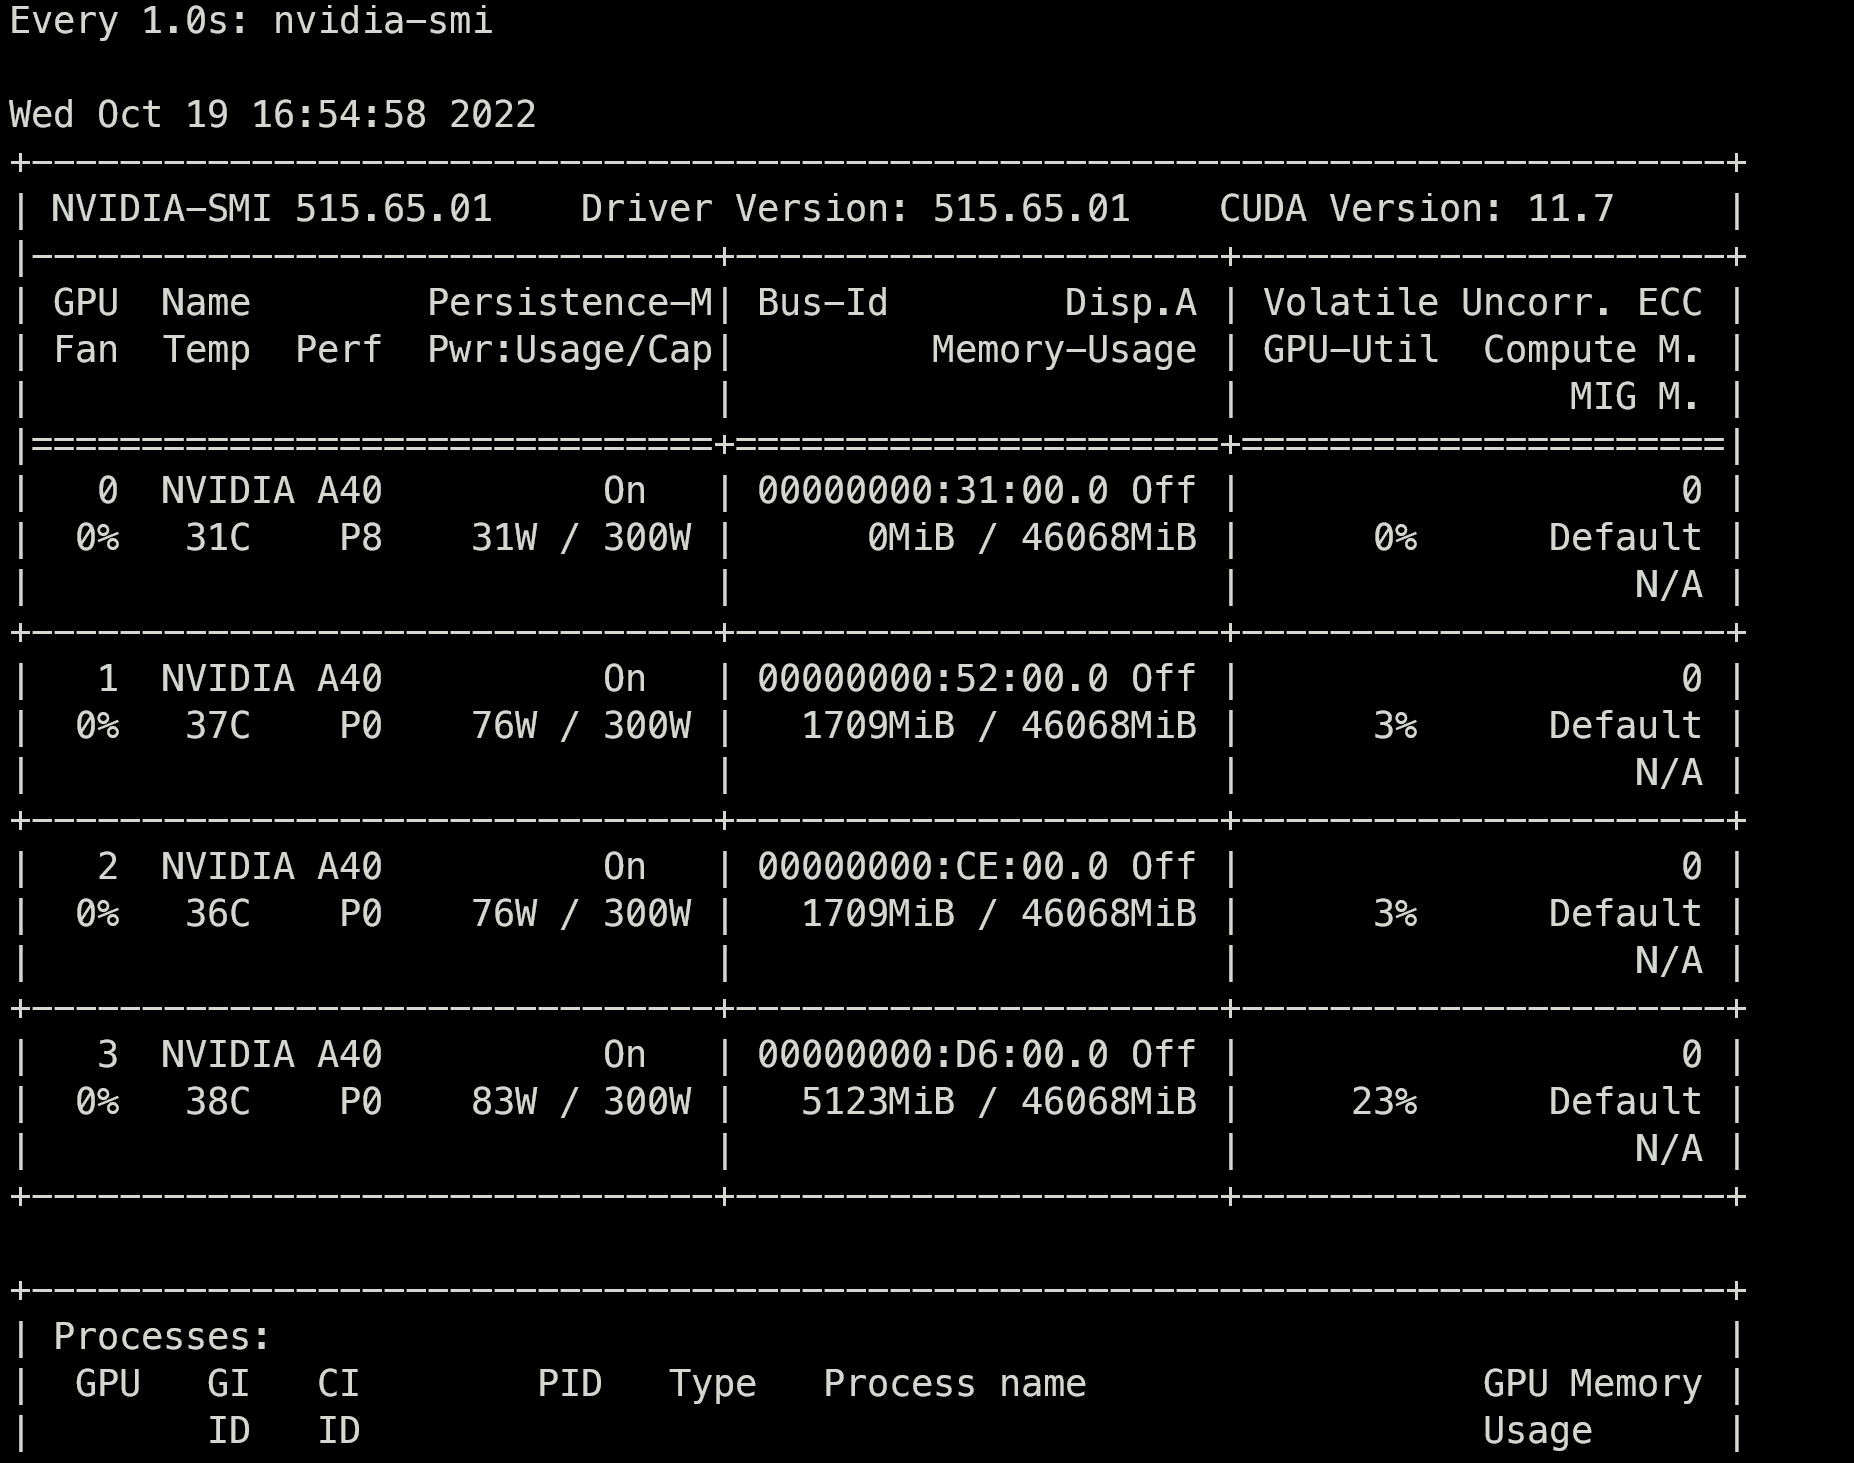 Every 1.0s: nvidia-smi
Wed Oct 19 16:54:58 2022
+-----------------------------------------------------------------------------+
| NVIDIA-SMI 515.65.01    Driver Version: 515.65.01    CUDA Version: 11.7     |
|-------------------------------+----------------------+----------------------+
| GPU  Name        Persistence-M| Bus-Id        Disp.A | Volatile Uncorr. ECC |
| Fan  Temp  Perf  Pwr:Usage/Cap|         Memory-Usage | GPU-Util  Compute M. |
|                               |                      |               MIG M. |
|===============================+======================+======================|
|   0  NVIDIA A40          On   | 00000000:31:00.0 Off |                    0 |
|  0%   31C    P8    31W / 300W |      0MiB / 46068MiB |      0%      Default |
|                               |                      |                  N/A |
+-------------------------------+----------------------+----------------------+
|   1  NVIDIA A40          On   | 00000000:52:00.0 Off |                    0 |
|  0%   37C    P0    76W / 300W |   1709MiB / 46068MiB |      3%      Default |
|                               |                      |                  N/A |
+-------------------------------+----------------------+----------------------+
|   2  NVIDIA A40          On   | 00000000:CE:00.0 Off |                    0 |
|  0%   36C    P0    76W / 300W |   1709MiB / 46068MiB |      3%      Default |
|                               |                      |                  N/A |
+-------------------------------+----------------------+----------------------+
|   3  NVIDIA A40          On   | 00000000:D6:00.0 Off |                    0 |
|  0%   38C    P0    83W / 300W |   5123MiB / 46068MiB |     23%      Default |
|                               |                      |                  N/A |
+-------------------------------+----------------------+----------------------+
+-----------------------------------------------------------------------------+
| Processes:                                                                  |
|  GPU   GI   CI        PID   Type   Process name                  GPU Memory |
|        ID   ID                                                   Usage      |